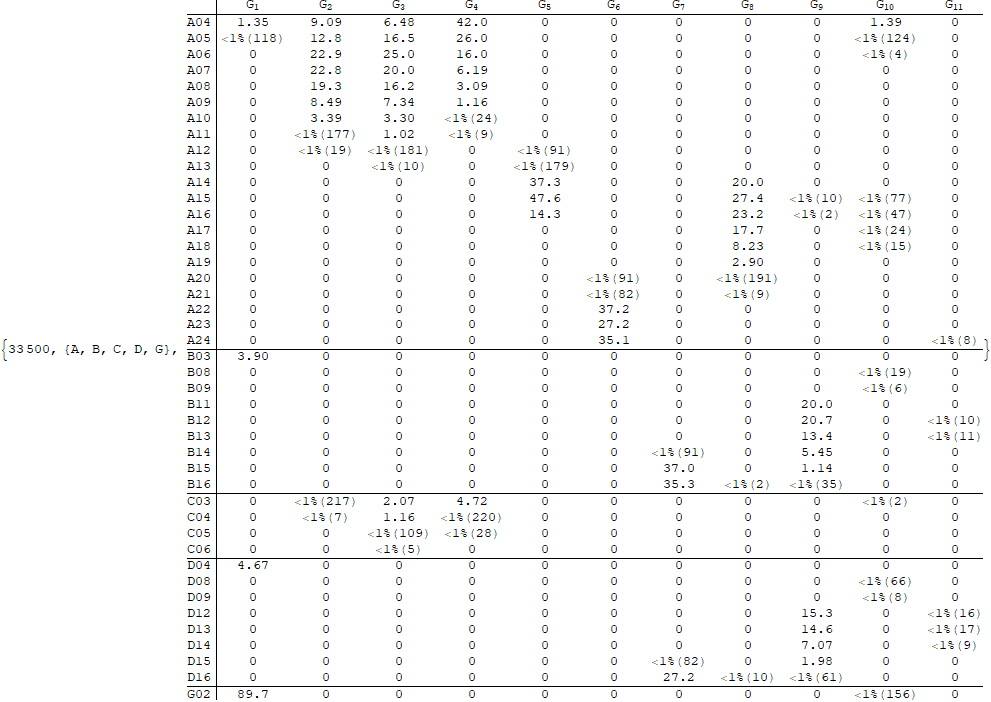 G1 G2 G3 G4 G5 G6 G7 G8 G9 G10 G11
A04 1.35 9.09 6.48 42.0 0 0 0 0 0 1.39 0
A05 <1%(118) 12.8 16.5 26.0 0 0 0 0 0 <1%(124) 0
A06 0 22.9 25.0 16.0 0 0 0 0 0 <1%(4) 0
A07 0 22.8 20.0 6.19 0 0 0 0 0 0 0
A08 0 19.3 16.2 3.09 0 0 0 0 0 0 0
A09 0 8.49 7.34 1.16 0 0 0 0 0 0 0
A10 0 3.39 3.30 <1%(24) 0 0 0 0 0 0 0
A11 0 <1%(177) 1.02 <1%(9) 0 0 0 0 0 0 0
A12 0 <1%(19) <1%(181) 0 <1%(91) 0 0 0 0 0 0
A13 0 0 <1%(10) 0 <1%(179) 0 0 0 0 0 0
A14 0 0 0 0 37.3 0 0 20.0 0 0 0
A15 0 0 0 0 47.6 0 0 27.4 <1%(10) <1%(77) 0
A16 0 0 0 0 14.3 0 0 23.2 <1%(2) <1%(47) 0
A17 0 0 0 0 0 0 0 17.7 0 <1%(24) 0
A18 0 0 0 0 0 0 0 8.23 0 <1%(15) 0
A19 0 0 0 0 0 0 0 2.90 0 0 0
A20 0 0 0 0 0 <1%(91) 0 <1%(191) 0 0 0
A21 0 0 0 0 0 <1%(82) 0 <1%(9) 0 0 0
A22 0 0 0 0 0 37.2 0 0 0 0 0
A23 0 0 0 0 0 27.2 0 0 0 0 0
A24 0 0 0 0 0 35.1 0 0 0 0 <1%(8)
{33500, {A, B, C, D, G}, }
B03 3.90 0 0 0 0 0 0 0 0 0 0
B08 0 0 0 0 0 0 0 0 0 <1%(19) 0
B09 0 0 0 0 0 0 0 0 0 <1%(6) 0
B11 0 0 0 0 0 0 0 0 20.0 0 0
B12 0 0 0 0 0 0 0 0 20.7 0 <1%(10)
B13 0 0 0 0 0 0 0 0 13.4 0 <1%(11)
B14 0 0 0 0 0 0 <1%(91) 0 5.45 0 0
B15 0 0 0 0 0 0 37.0 0 1.14 0 0
B16 0 0 0 0 0 0 35.3 <1%(2) <1%(35) 0 0
C03 0 <1%(217) 2.07 4.72 0 0 0 0 0 <1%(2) 0
C04 0 <1%(7) 1.16 <1%(220) 0 0 0 0 0 0 0
C05 0 0 <1%(109) <1%(28) 0 0 0 0 0 0 0
C06 0 0 <1%(5) 0 0 0 0 0 0 0 0
D04 4.67 0 0 0 0 0 0 0 0 0 0
D08 0 0 0 0 0 0 0 0 0 <1%(66) 0
D09 0 0 0 0 0 0 0 0 0 <1%(8) 0
D12 0 0 0 0 0 0 0 0 15.3 0 <1%(16)
D13 0 0 0 0 0 0 0 0 14.6 0 <1%(17)
D14 0 0 0 0 0 0 0 0 7.07 0 <1%(9)
D15 0 0 0 0 0 0 <1%(82) 0 1.98 0 0
D16 0 0 0 0 0 0 27.2 <1%(10) <1%(61) 0 0
G02 89.7 0 0 0 0 0 0 0 0 <1%(156) 0